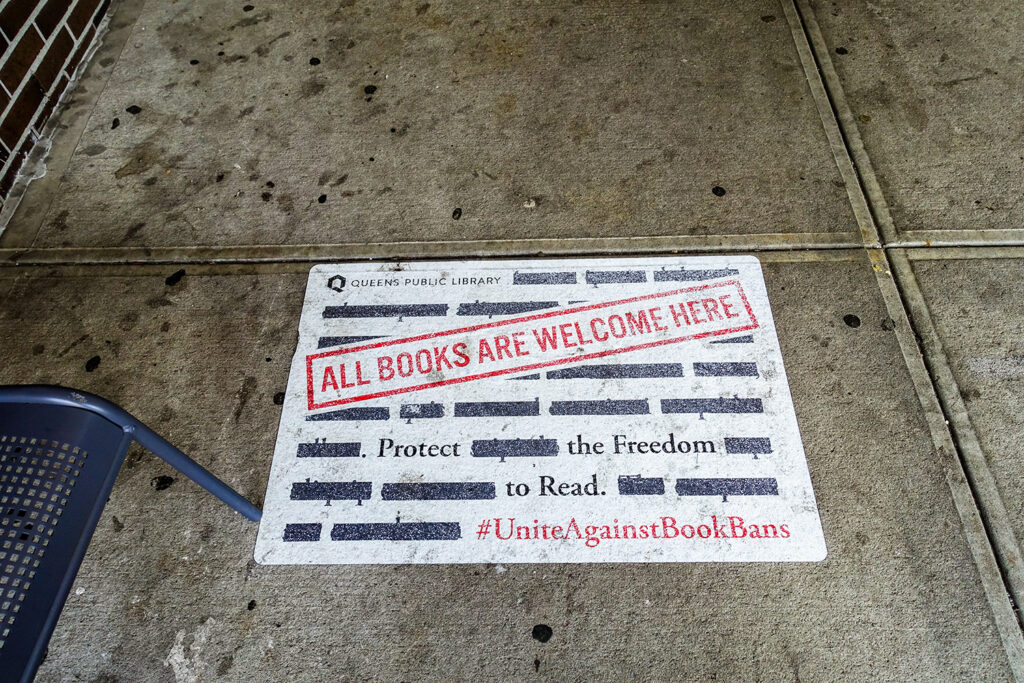 QUEENS PUBLIC LIBRARY
ALL BOOKS ARE WELCOME HERE
. Protect the Freedom
to Read.
#UniteAgainstBookBans